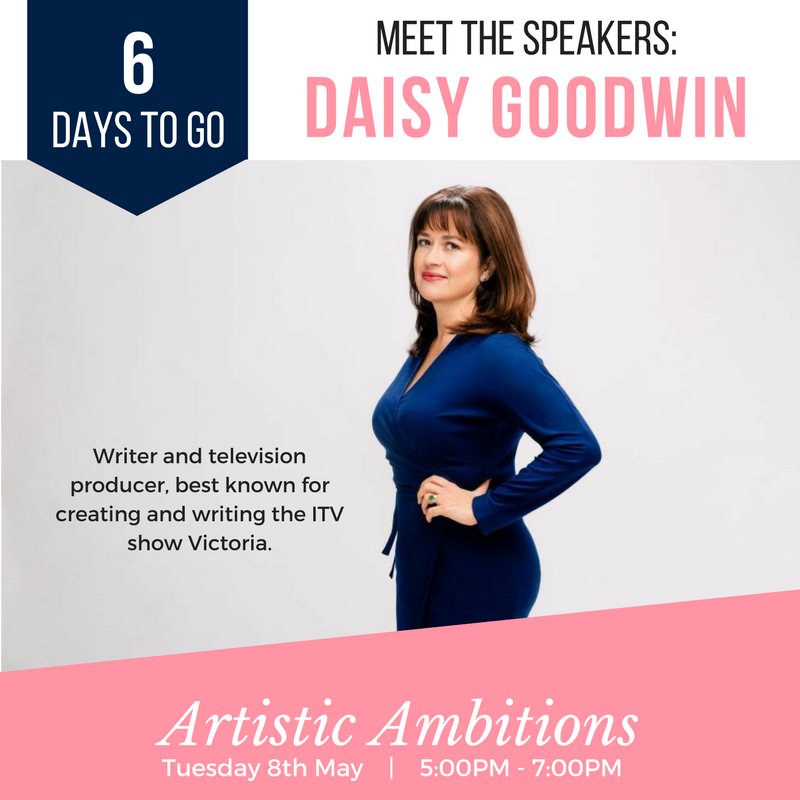 6
DAYS TO GO
MEET THE SPEAKERS:
DAISY GOODWIN
Writer and television
producer, best known for
creating and writing the ITV
show Victoria.
Artistic Ambitions
Tuesday 8th May | 5:00PM - 7:00PM